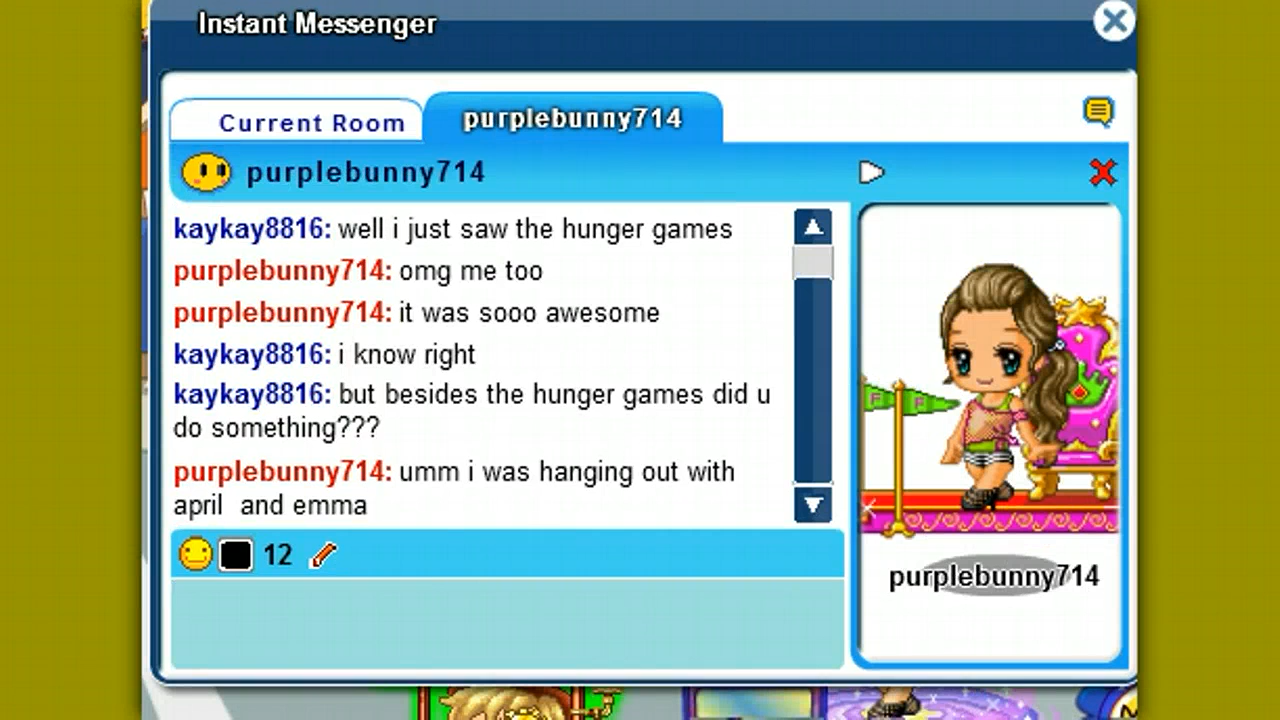 Instant Messenger
Current Room
purplebunny714
purplebunny714
kaykay8816: well i just saw the hunger games
purplebunny714: omg me too
purplebunny714: it was sooo awesome
kaykay8816: i know right
kaykay8816: but besides the hunger games did u
do something???
purplebunny714: umm i was hanging out with
april  and emma
12
F F
purplebunny714